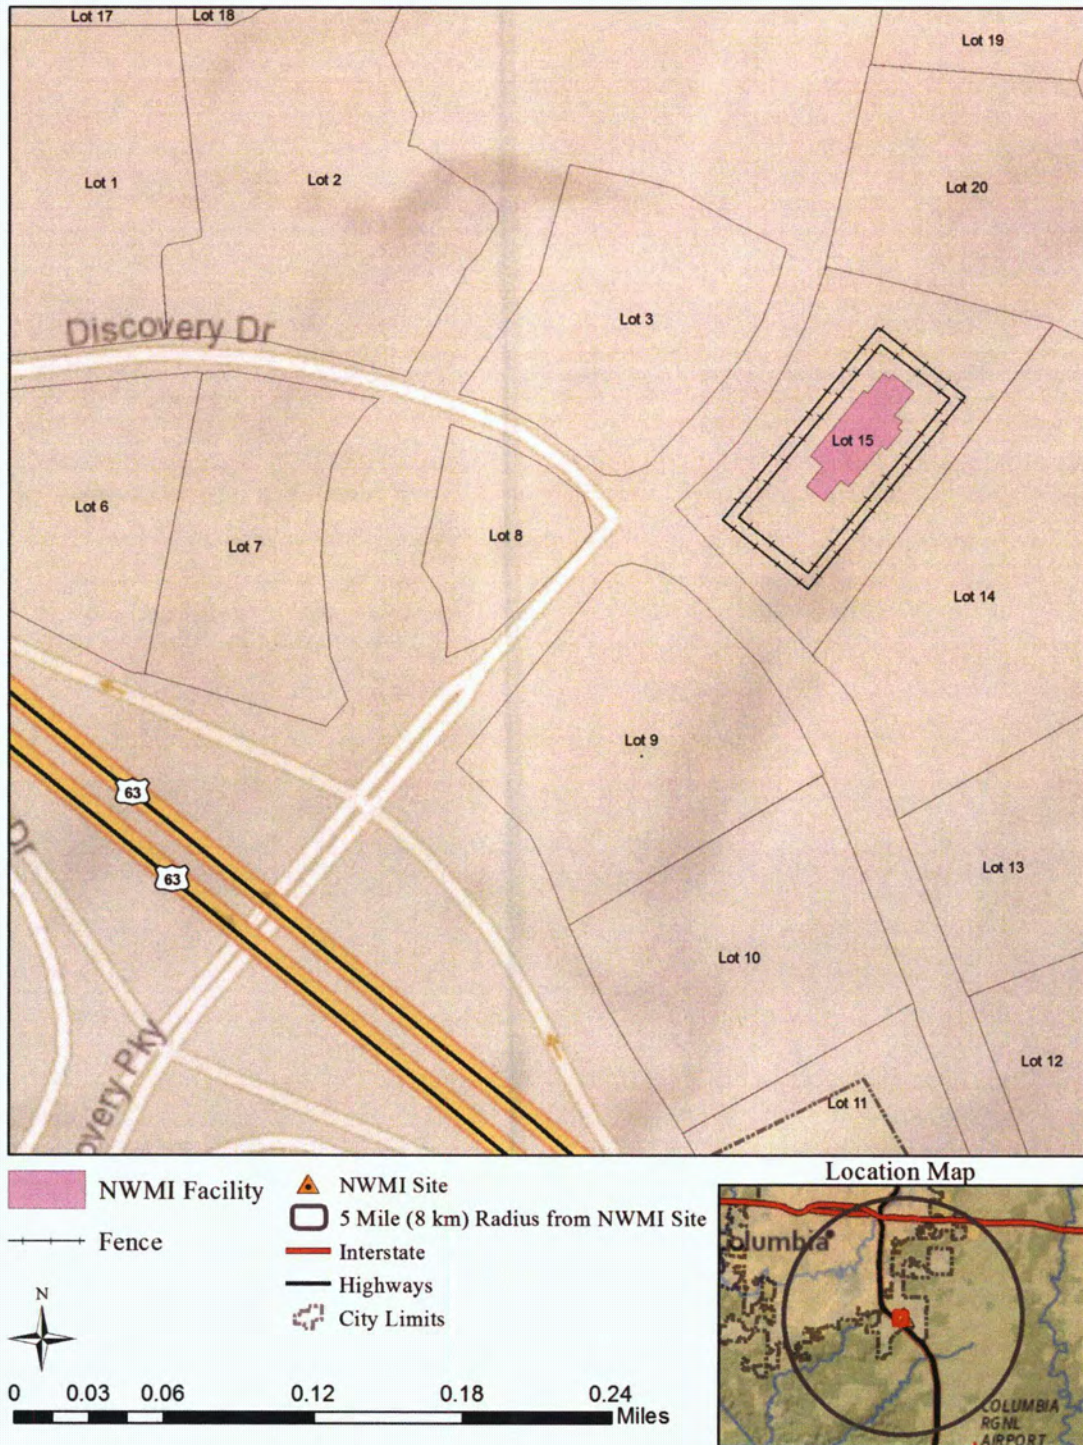 Lot 17
Lot 18
Lot 19
Lot 1
Lot 2
Lot 20
Discovery Dr
Lot 3
Lot 15
Lot 6
Lot 7
Lot 8
Lot 14
Lot 9
63
Dr
63
Lot 13
Lot 10
overy Pky
Lot 12
Lot 11
NWMI Facility
Fence
N
NWMI Site
5 Mile (8 km) Radius from NWMI Site
Interstate
Highways
City Limits
0 0.03 0.06 0.12 0.18 0.24
Miles
Location Map
olumbia
COLUMBIA
RGNL
AIRPORT